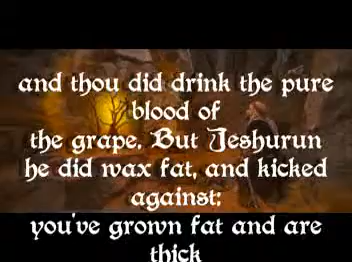 and thou did drink the pure
blood of
the grape. But Jeshurun
he did wax fat, and kicked
against:
you've grown fat and are
thick